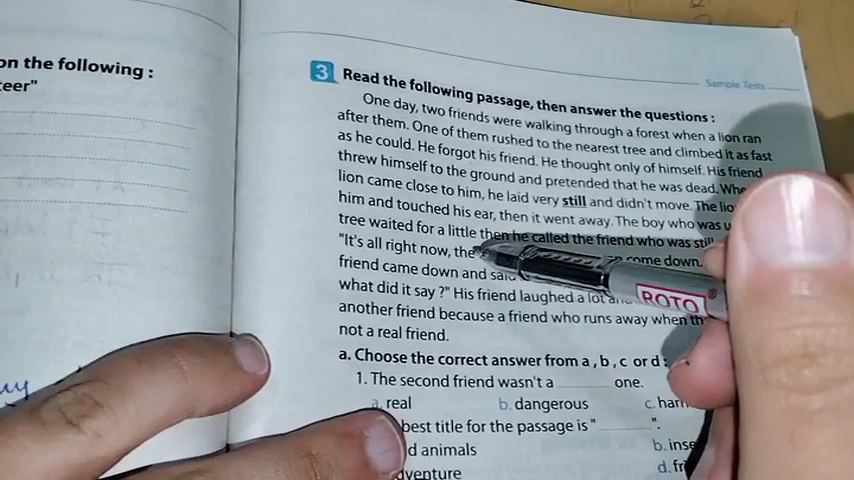 on the following :
teer"
Sample Tests
3 Read the following passage, then answer the questions :
One day, two friends were walking through a forest when a lion ran
after them. One of them rushed to the nearest tree and climbed it as fast
as he could. He forgot his friend. He thought only of himself. His friend
threw himself to the ground and pretended that he was dead. Whe
lion came close to him, he laid very still and didn't move. The lio
him and touched his ear, then it went away. The boy who was u
tree waited for a little then he called the friend who was still
"It's all right now, the come down.
friend came down and said
what did it say ?" His friend laughed a lot
another friend because a friend who runs away when th
not a real friend.
a. Choose the correct answer from a , b , c or d :
1. The second friend wasn't a .......... one.
a. real b. dangerous c. harm
best title for the passage is " .......... ".
d animals b. inse
dventure d. fri
ROTO
my